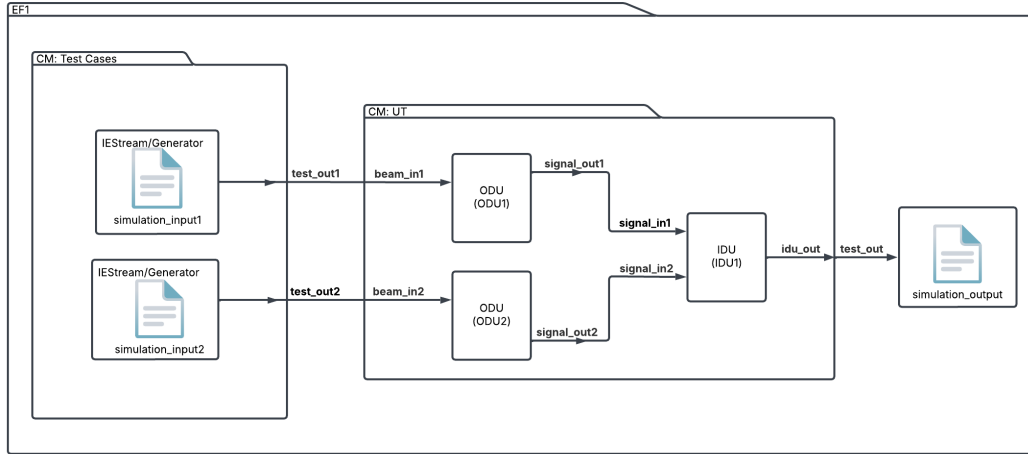 EF1
CM: Test Cases
IEStream/Generator
simulation_input1
IEStream/Generator
simulation_input2
test_out1
test_out2
CM: UT
beam_in1
beam_in2
ODU
(ODU1)
ODU
(ODU2)
signal_out1
signal_in1
signal_in2
signal_out2
IDU
(IDU1)
idu_out
test_out
simulation_output